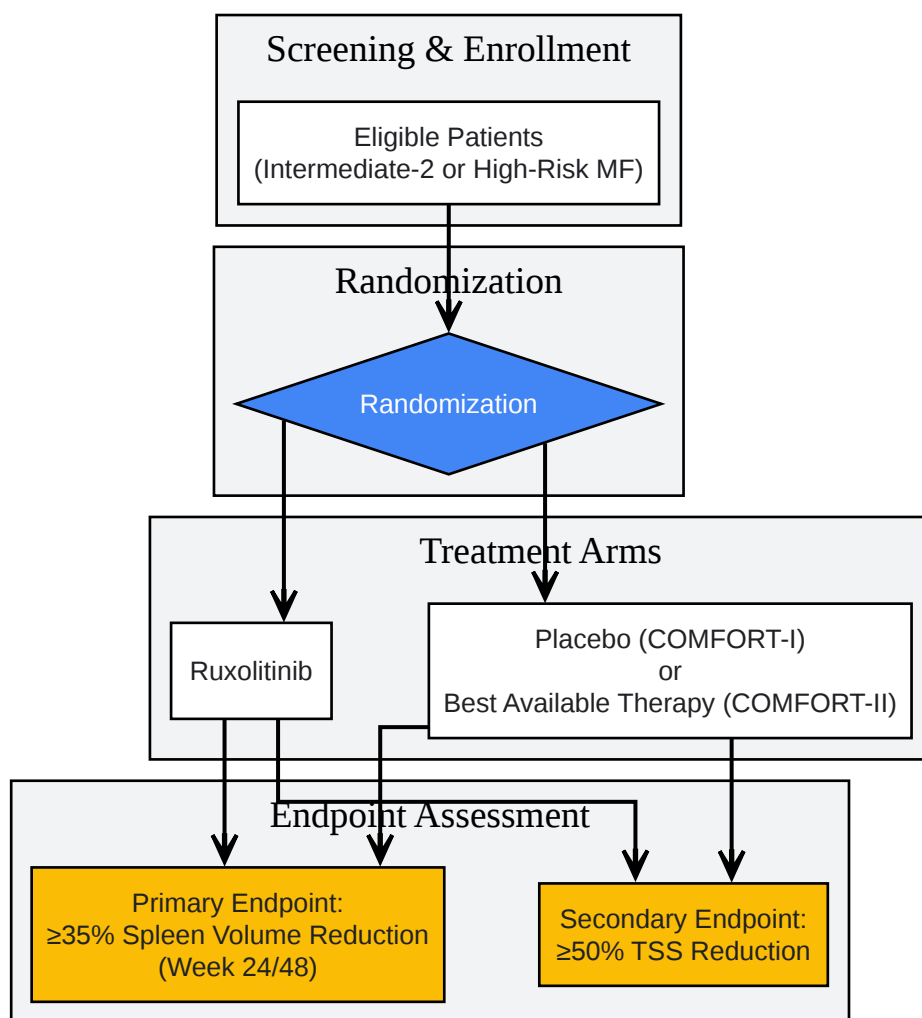 Screening & Enrollment
Eligible Patients
(Intermediate-2 or High-Risk MF)
Randomization
Randomization
Treatment Arms
Ruxolitinib
Placebo (COMFORT-I)
or
Best Available Therapy (COMFORT-II)
Endpoint Assessment
Primary Endpoint:
≥35% Spleen Volume Reduction
(Week 24/48)
Secondary Endpoint:
≥50% TSS Reduction